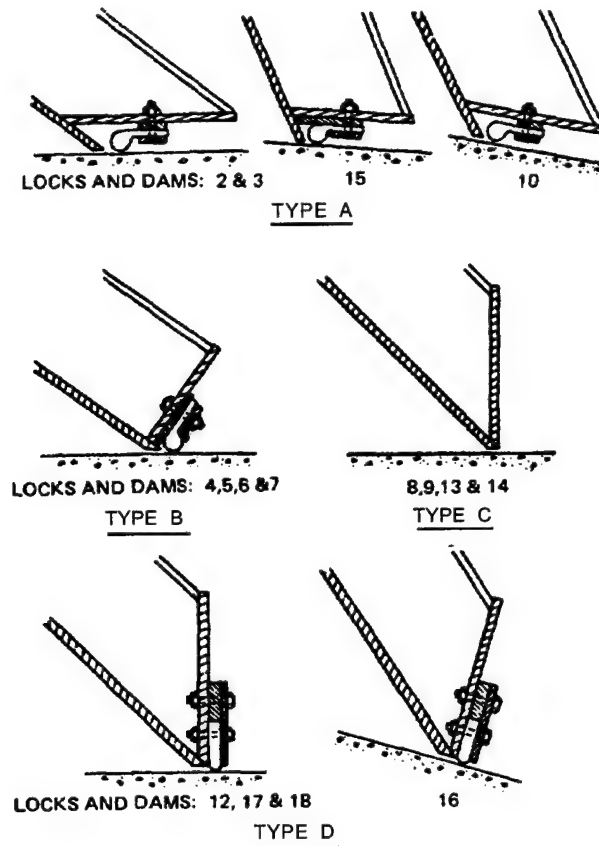 LOCKS AND DAMS: 2 & 3 15 10
TYPE A
LOCKS AND DAMS: 4,5,6 &7 8,9,13 & 14
TYPE B TYPE C
LOCKS AND DAMS: 12, 17 & 18 16
TYPE D